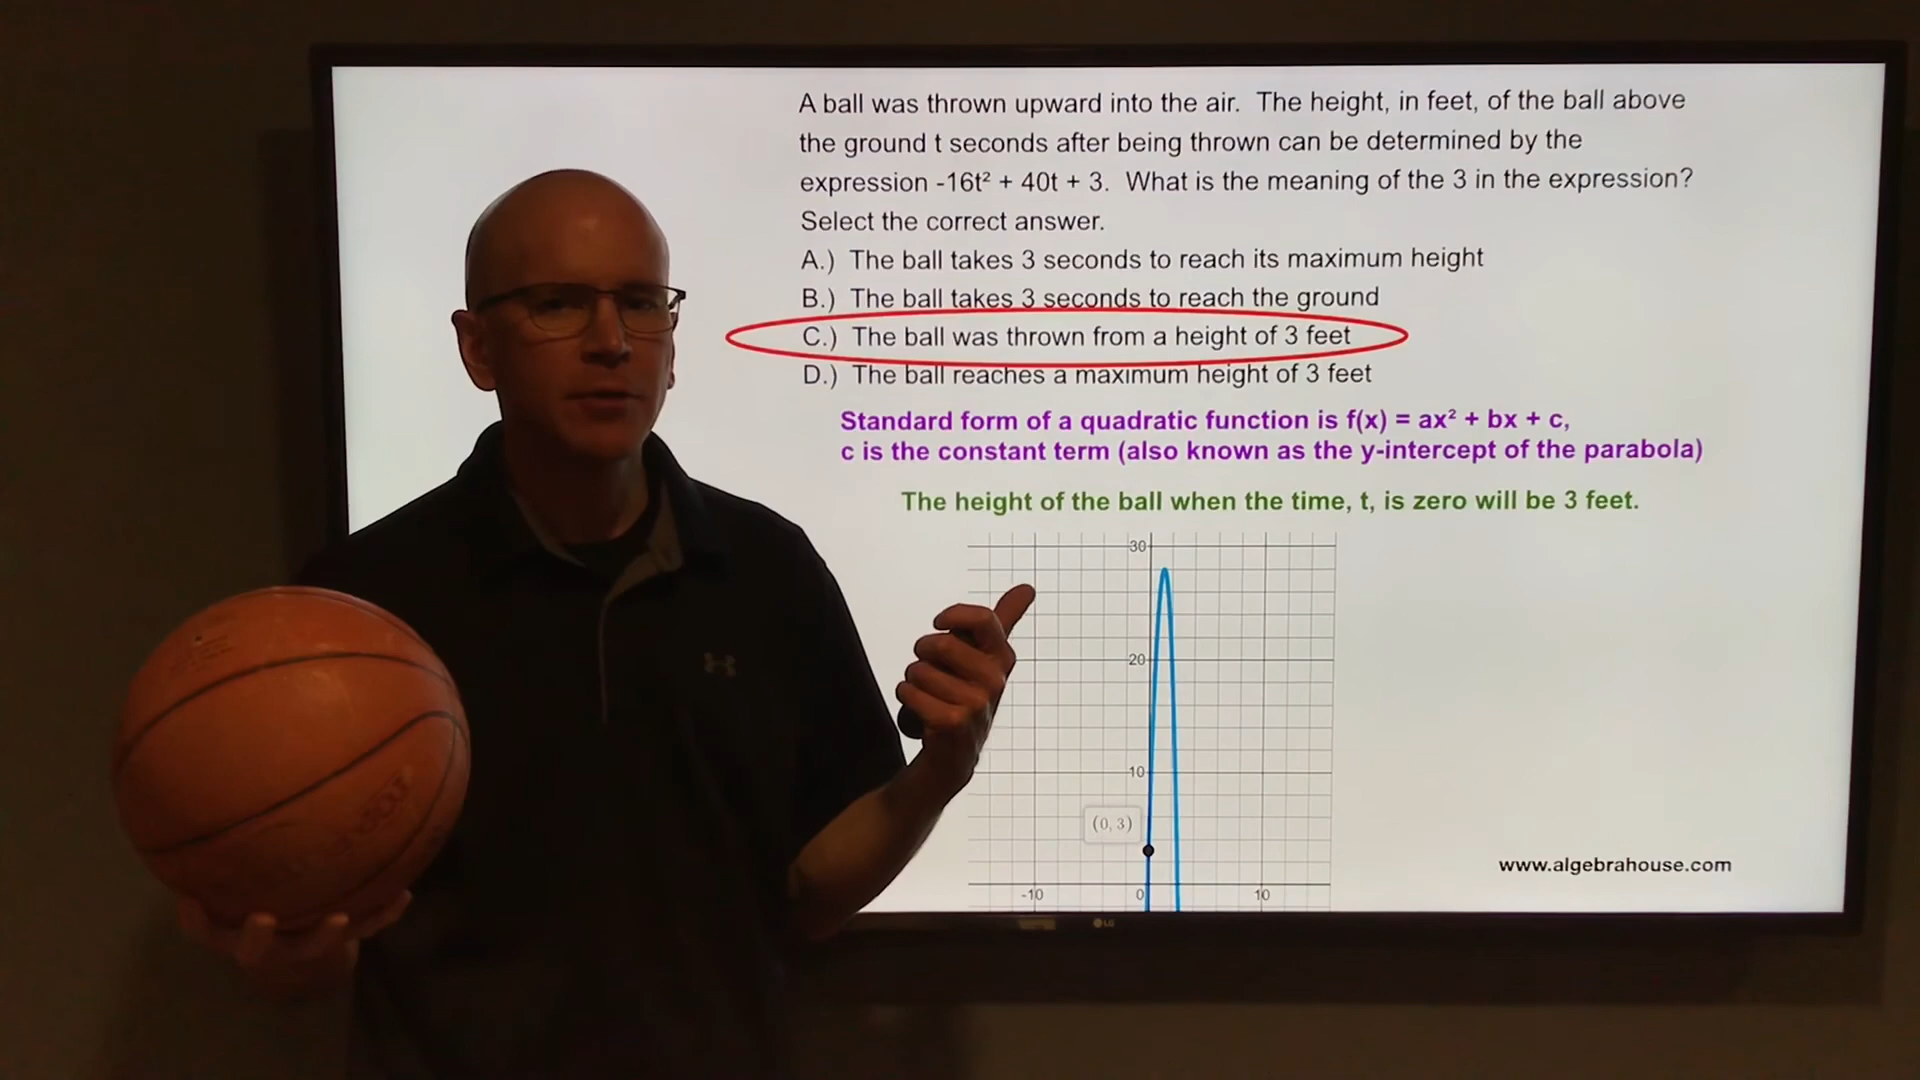 A ball was thrown upward into the air. The height, in feet, of the ball above
the ground t seconds after being thrown can be determined by the
expression -16t² + 40t + 3. What is the meaning of the 3 in the expression?
Select the correct answer.
A.) The ball takes 3 seconds to reach its maximum height
B.) The ball takes 3 seconds to reach the ground
C.) The ball was thrown from a height of 3 feet
D.) The ball reaches a maximum height of 3 feet
Standard form of a quadratic function is f(x) = ax² + bx + c,
c is the constant term (also known as the y-intercept of the parabola)
The height of the ball when the time, t, is zero will be 3 feet.
30
20
10
(0, 3)
-10 0 10
www.algebrahouse.com
LG